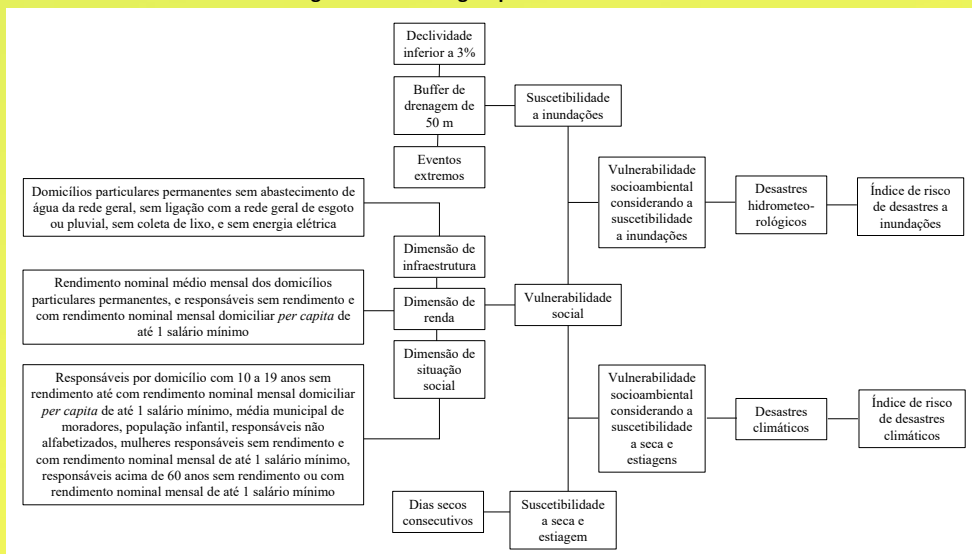 Declividade
inferior a 3%
Buffer de
drenagem de
50 m
Suscetibilidade
a inundações
Eventos
extremos
Domicílios particulares permanentes sem abastecimento de
água da rede geral, sem ligação com a rede geral de esgoto
ou pluvial, sem coleta de lixo, e sem energia elétrica
Vulnerabilidade
socioambiental
considerando a
suscetibilidade
a inundações
Desastres
hidrometeo-
rológicos
Índice de risco
de desastres a
inundações
Dimensão de
infraestrutura
Rendimento nominal médio mensal dos domicílios
particulares permanentes, e responsáveis sem rendimento e
com rendimento nominal mensal domiciliar per capita de
até 1 salário mínimo
Dimensão de
renda
Vulnerabilidade
social
Dimensão de
situação
social
Responsáveis por domicílio com 10 a 19 anos sem
rendimento até com rendimento nominal mensal domiciliar
per capita de até 1 salário mínimo, média municipal de
moradores, população infantil, responsáveis não
alfabetizados, mulheres responsáveis sem rendimento e
com rendimento nominal mensal de até 1 salário mínimo,
responsáveis acima de 60 anos sem rendimento ou com
rendimento nominal mensal de até 1 salário mínimo
Vulnerabilidade
socioambiental
considerando a
suscetibilidade
a seca e
estiagens
Desastres
climáticos
Índice de risco
de desastres
climáticos
Dias secos
consecutivos
Suscetibilidade
a seca e
estiagem